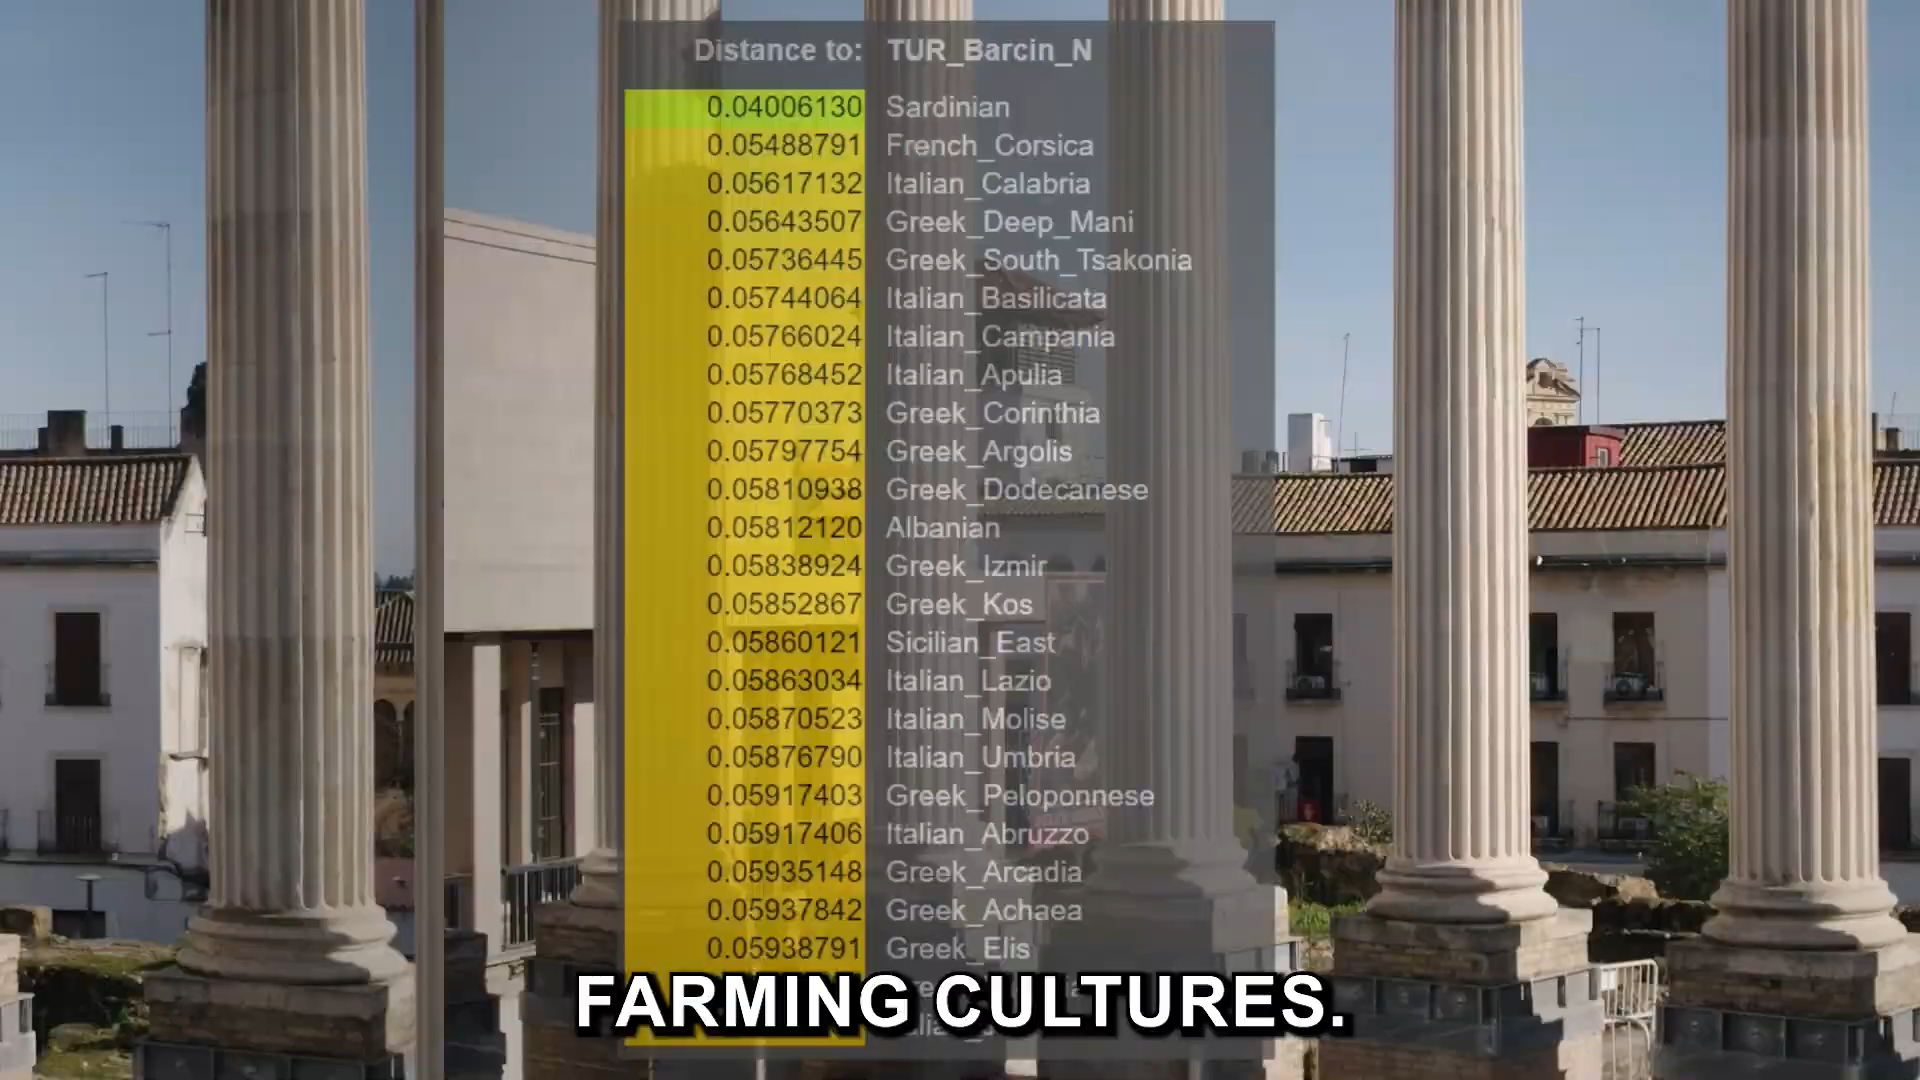 Distance to: TUR_Barcin_N
0.04006130 Sardinian
0.05488791 French_Corsica
0.05617132 Italian_Calabria
0.05643507 Greek_Deep_Mani
0.05736445 Greek_South_Tsakonia
0.05744064 Italian_Basilicata
0.05766024 Italian_Campania
0.05768452 Italian_Apulia
0.05770373 Greek_Corinthia
0.05797754 Greek_Argolis
0.05810938 Greek_Dodecanese
0.05812120 Albanian
0.05838924 Greek_Izmir
0.05852867 Greek_Kos
0.05860121 Sicilian_East
0.05863034 Italian_Lazio
0.05870523 Italian_Molise
0.05876790 Italian_Umbria
0.05917403 Greek_Peloponnese
0.05917406 Italian_Abruzzo
0.05935148 Greek_Arcadia
0.05937842 Greek_Achaea
0.05938791 Greek_Elis
FARMING CULTURES.